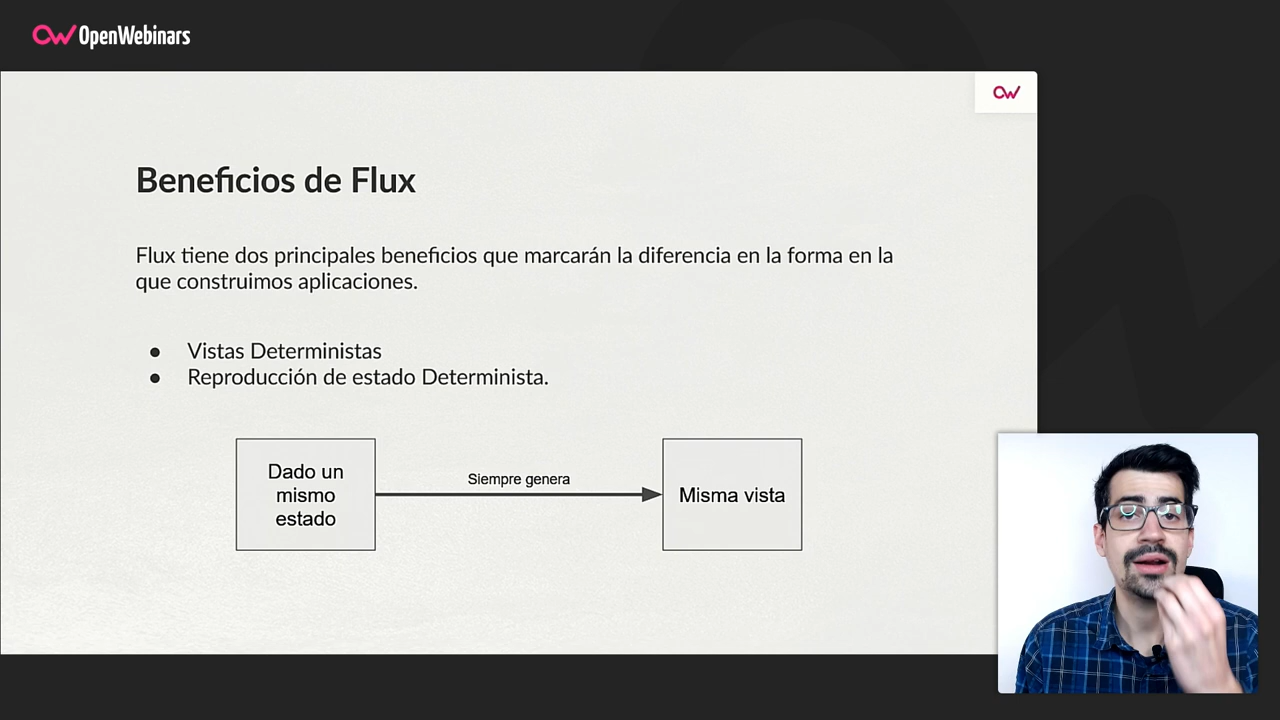 OpenWebinars
Beneficios de Flux
Flux tiene dos principales beneficios que marcarán la diferencia en la forma en la
que construimos aplicaciones.
● Vistas Deterministas
● Reproducción de estado Determinista.
Dado un
mismo
estado
Siempre genera
Misma vista